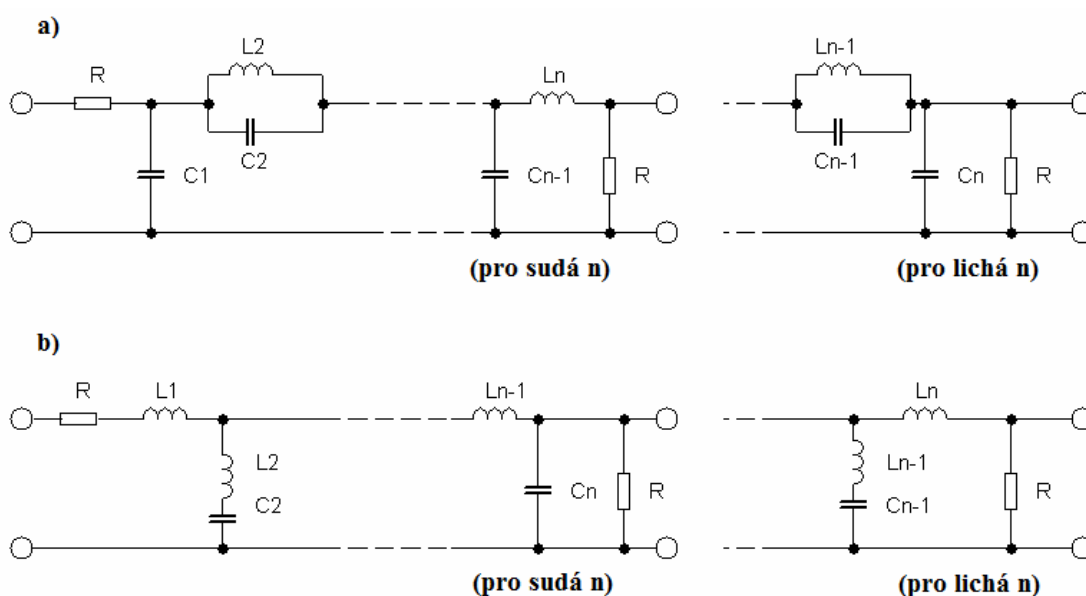 a)
L2
R
C1
C2
Ln
Cn-1
R
(pro sudá n)
Ln-1
Cn-1
Cn
R
(pro lichá n)
b)
R
L1
L2
C2
Ln-1
Cn
R
(pro sudá n)
Ln
Ln-1
Cn-1
R
(pro lichá n)